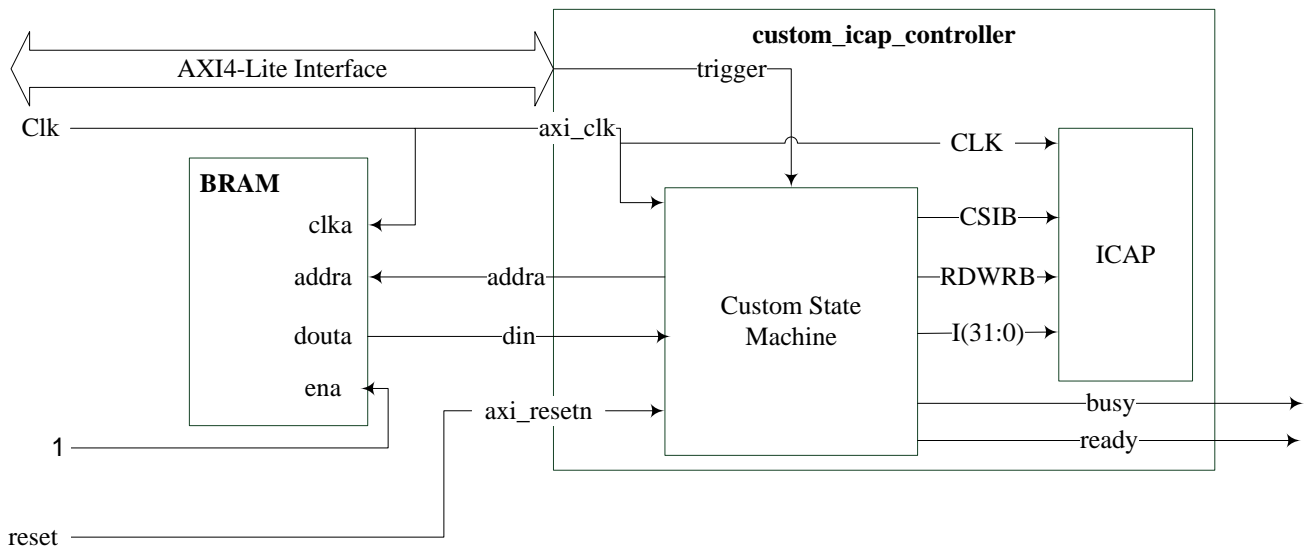 custom_icap_controller
AXI4-Lite Interface
trigger
Clk
axi_clk
CLK
BRAM
clka
CSIB
ICAP
addra
addra
RDWRB
Custom State
Machine
douta
din
I(31:0)
ena
axi_resetn
busy
1
ready
reset